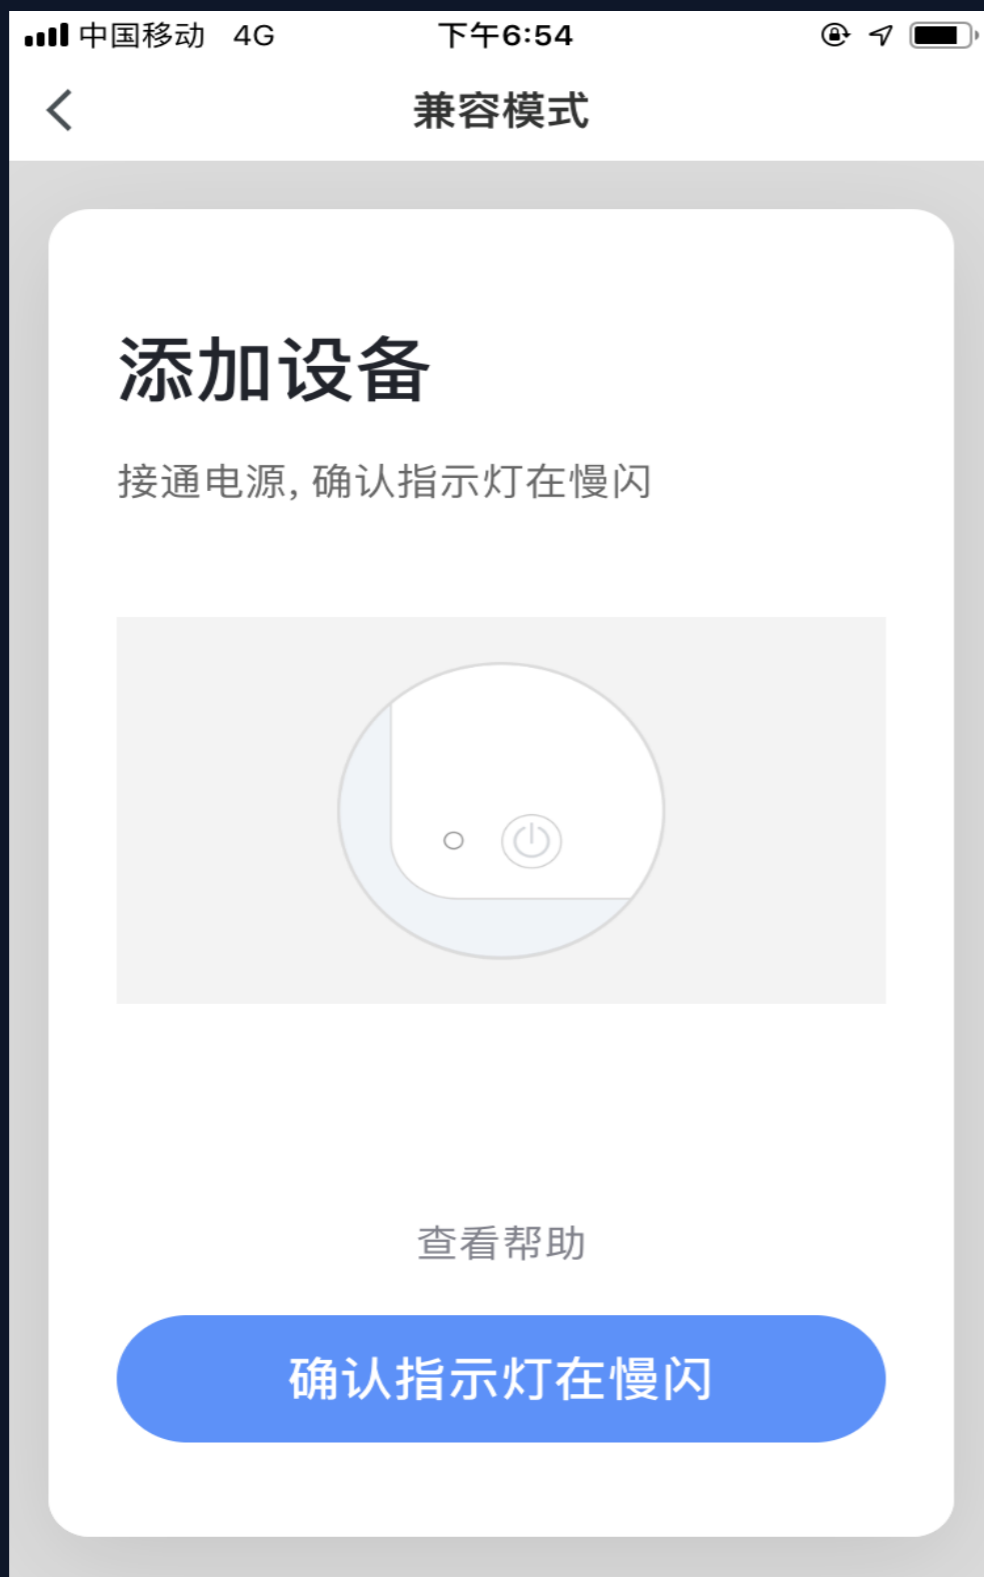 中国移动 4G 下午6:54
兼容模式
添加设备
接通电源, 确认指示灯在慢闪
查看帮助
确认指示灯在慢闪